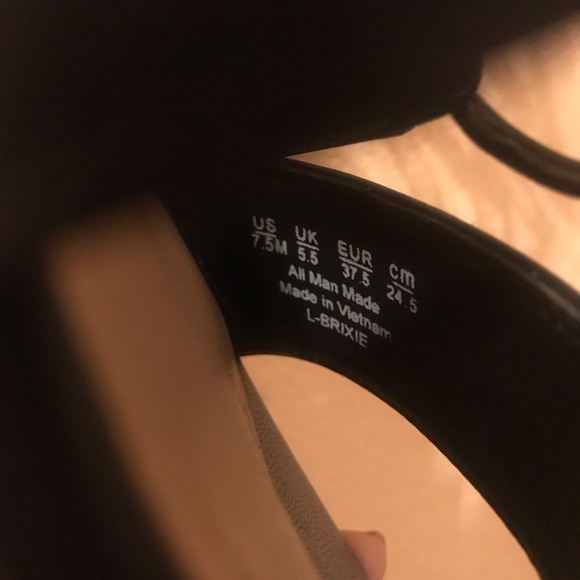 US UK EUR cm
7.5M 5.5 37.5 24.5
All Man Made
Made in Vietnam
L-BRIXIE